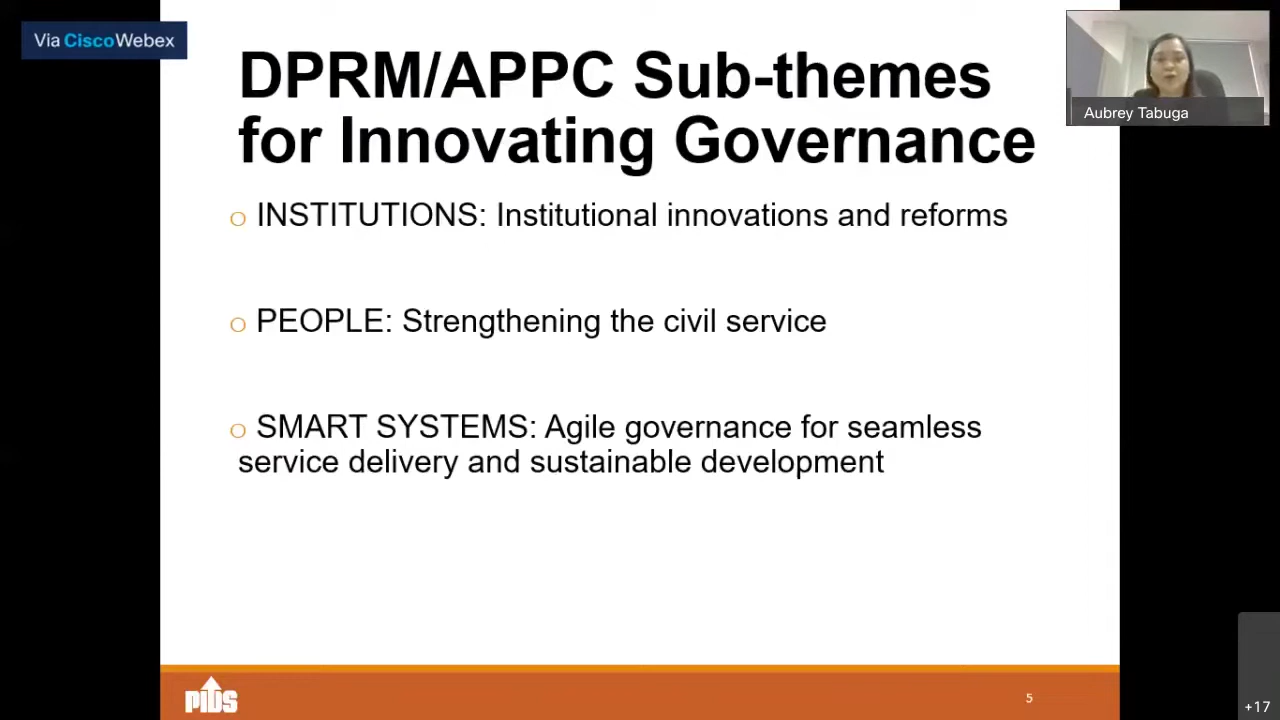 Via CiscoWebex
DPRM/APPC Sub-themes
for Innovating Governance
Aubrey Tabuga
o INSTITUTIONS: Institutional innovations and reforms
o PEOPLE: Strengthening the civil service
o SMART SYSTEMS: Agile governance for seamless
service delivery and sustainable development
PIDS
5
+17